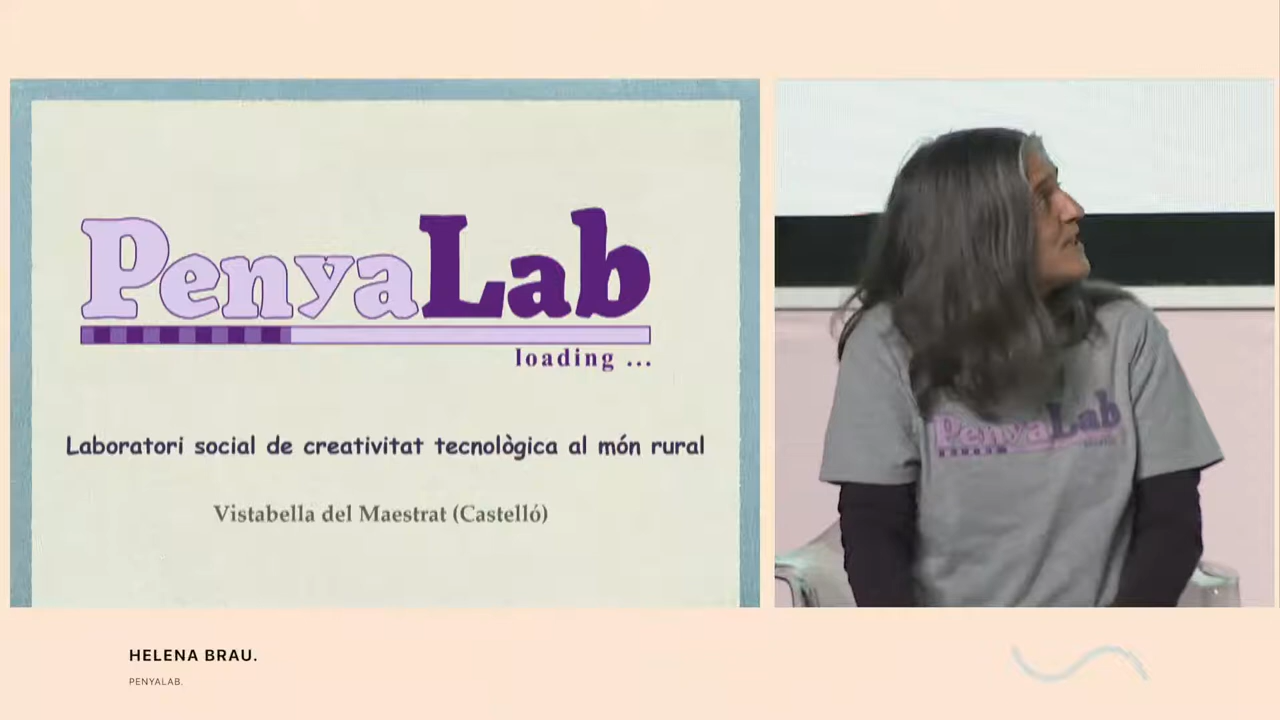 PenyaLab
loading ...
Laboratori social de creativitat tecnològica al món rural
Vistabella del Maestrat (Castelló)
PenyaLab
HELENA BRAU.
PENYALAB.